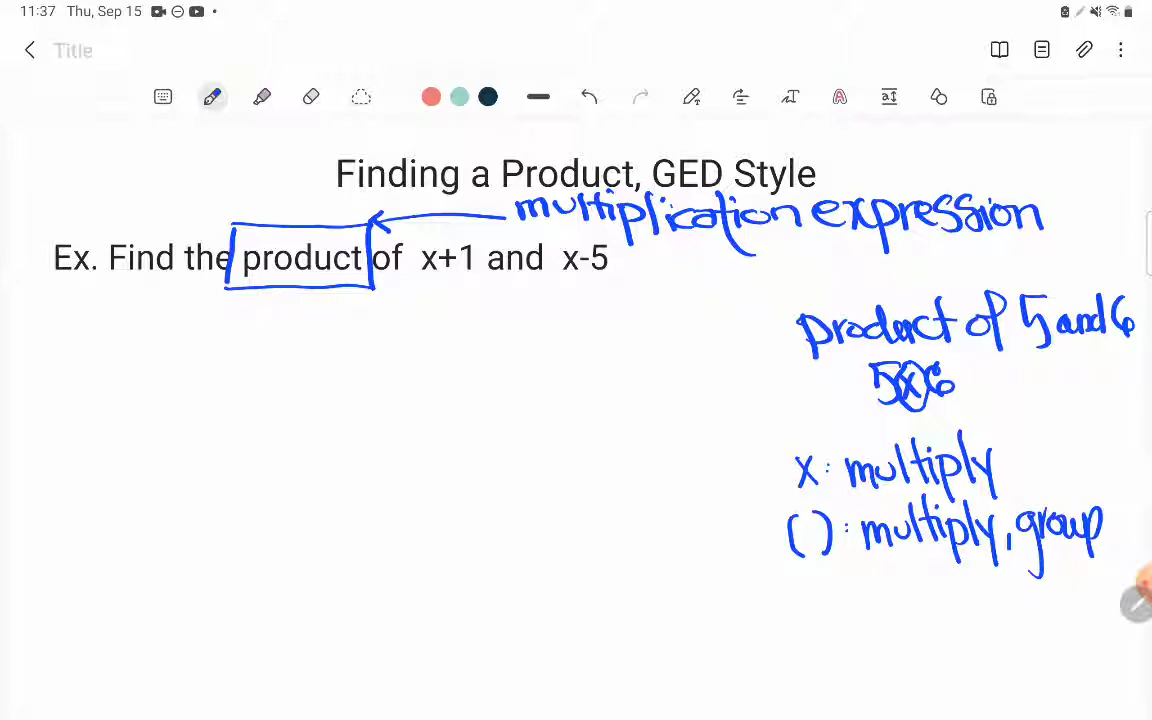 11:37 Thu, Sep 15
Title
Finding a Product, GED Style
multiplication expression
Ex. Find the product of x+1 and x-5
product of 5 and 6
5x6
x: multiply
( ): multiply, group